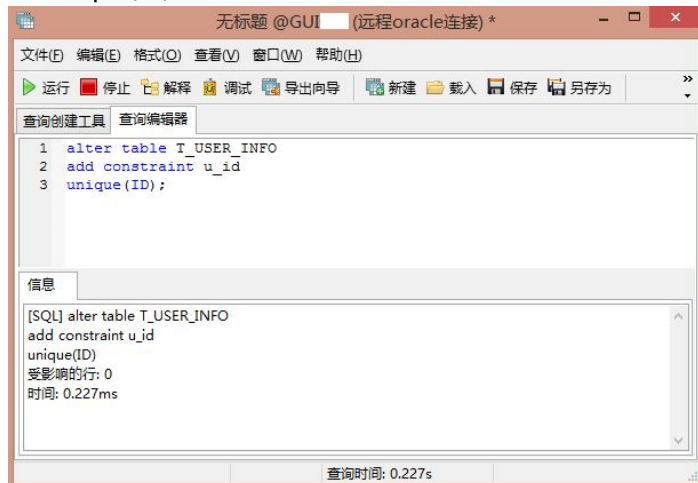 无标题 @GUI (远程oracle连接) *
文件(F) 编辑(E) 格式(O) 查看(V) 窗口(W) 帮助(H)
运行 停止 解释 调试 导出向导 新建 载入 保存 另存为
查询创建工具 查询编辑器
1 alter table T_USER_INFO
2 add constraint u_id
3 unique(ID);
信息
[SQL] alter table T_USER_INFO
add constraint u_id
unique(ID)
受影响的行: 0
时间: 0.227ms
查询时间: 0.227s